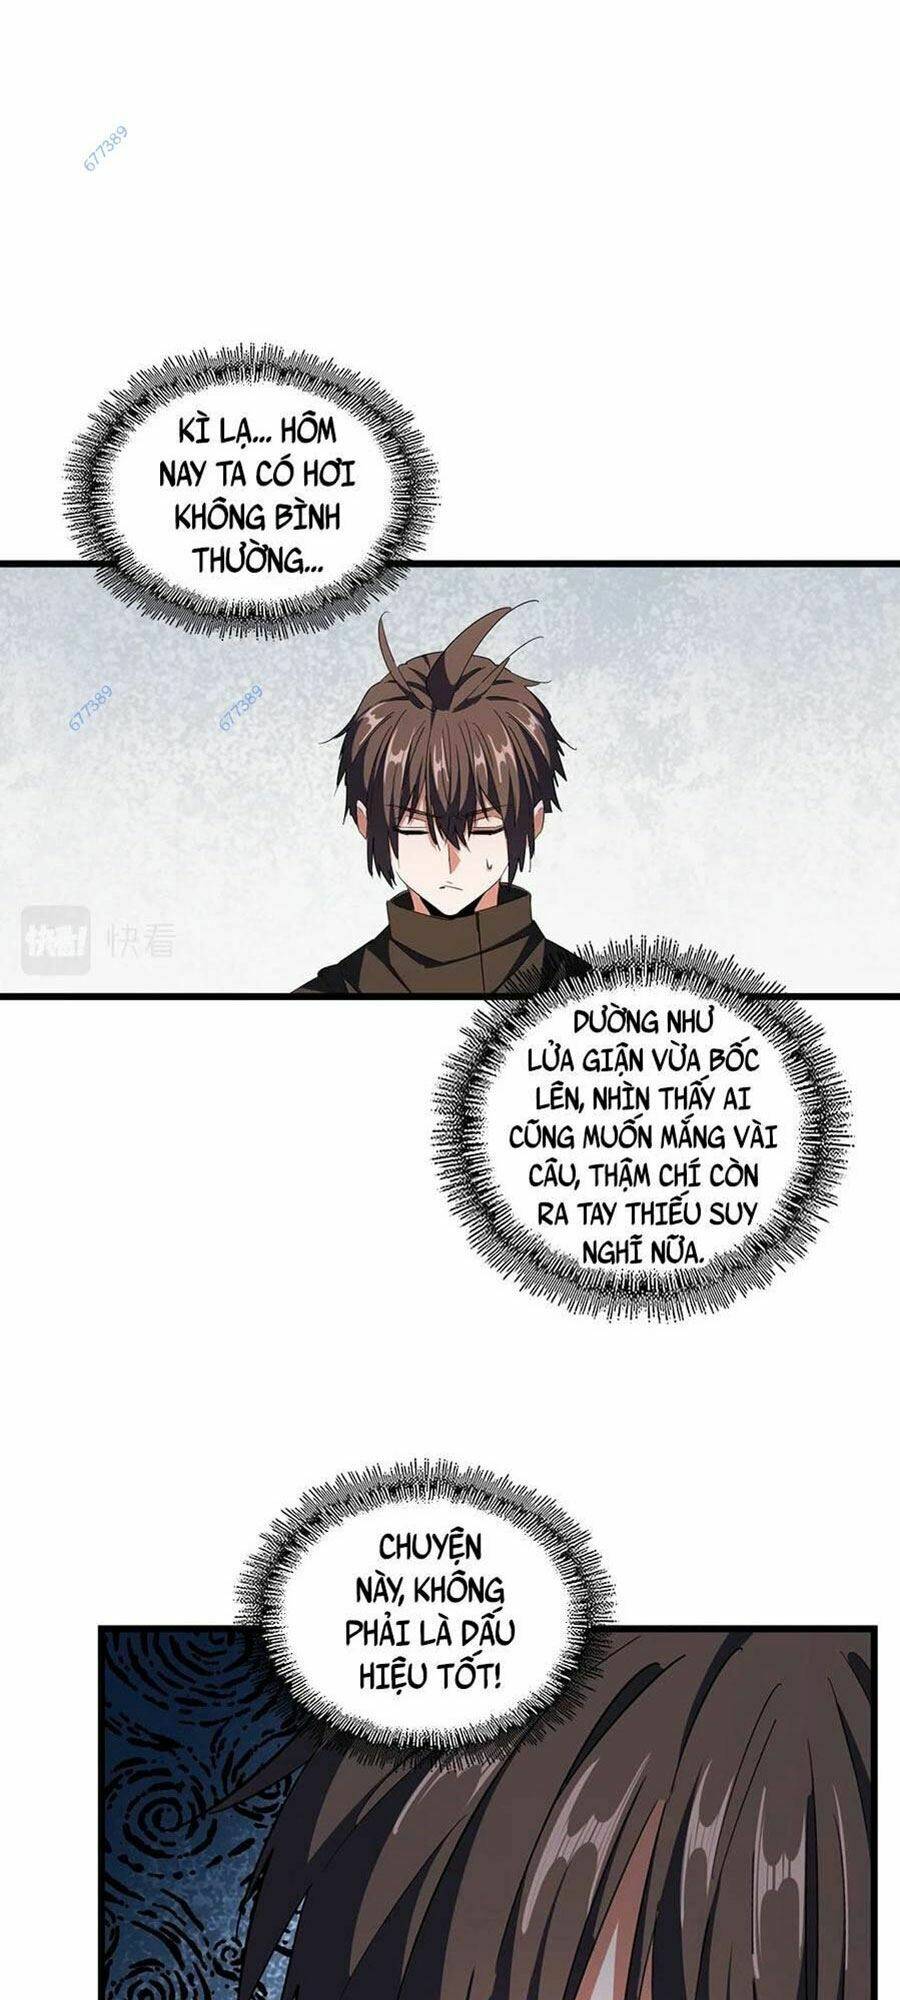 677389
KÌ LẠ... HÔM
NAY TA CÓ HƠI
KHÔNG BÌNH
THƯỜNG...
677389
677389
快看! 快看
DƯỜNG NHƯ
LỬA GIẬN VỪA BỐC
LÊN, NHÌN THẤY AI
CŨNG MUỐN MẮNG VÀI
CÂU, THẬM CHÍ CÒN
RA TAY THIẾU SUY
NGHĨ NỮA.
CHUYỆN
NÀY, KHÔNG
PHẢI LÀ DẤU
HIỆU TỐT!